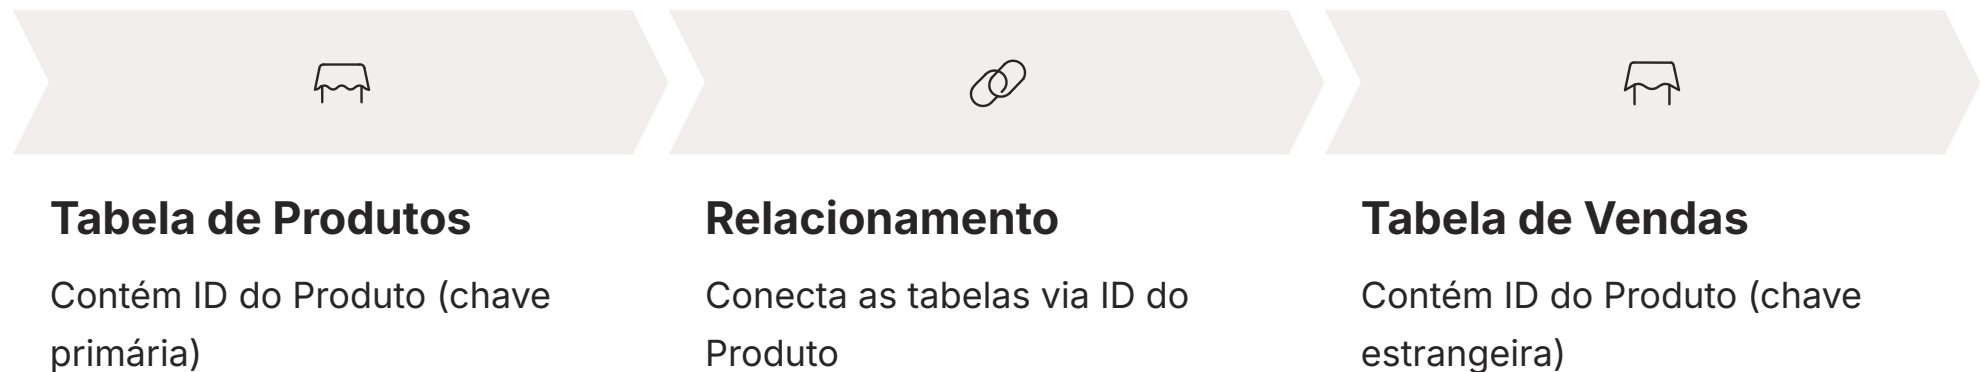 Tabela de Produtos
Contém ID do Produto (chave
primária)
Relacionamento
Conecta as tabelas via ID do
Produto
Tabela de Vendas
Contém ID do Produto (chave
estrangeira)